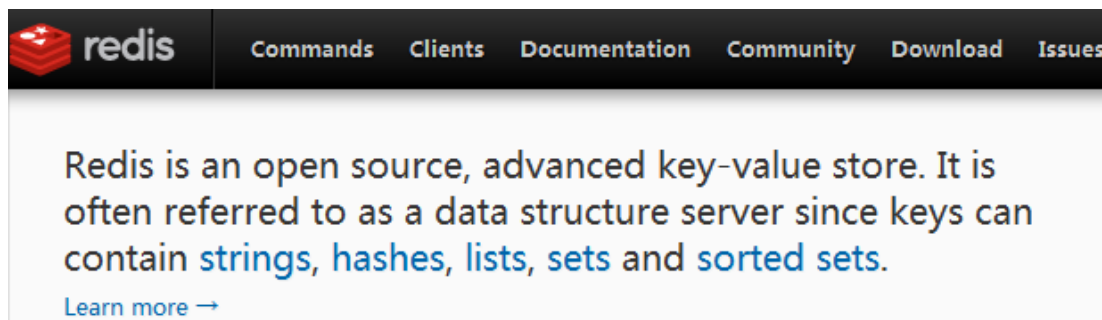 redis Commands Clients Documentation Community Download Issues
Redis is an open source, advanced key-value store. It is
often referred to as a data structure server since keys can
contain strings, hashes, lists, sets and sorted sets.
Learn more →